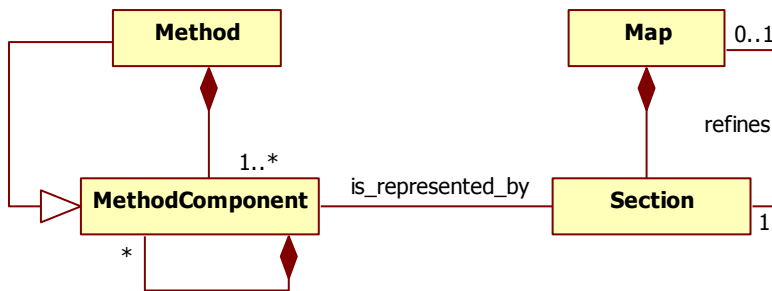 Method
Map
0..1
refines
1..*
is_represented_by
MethodComponent
Section
1
*